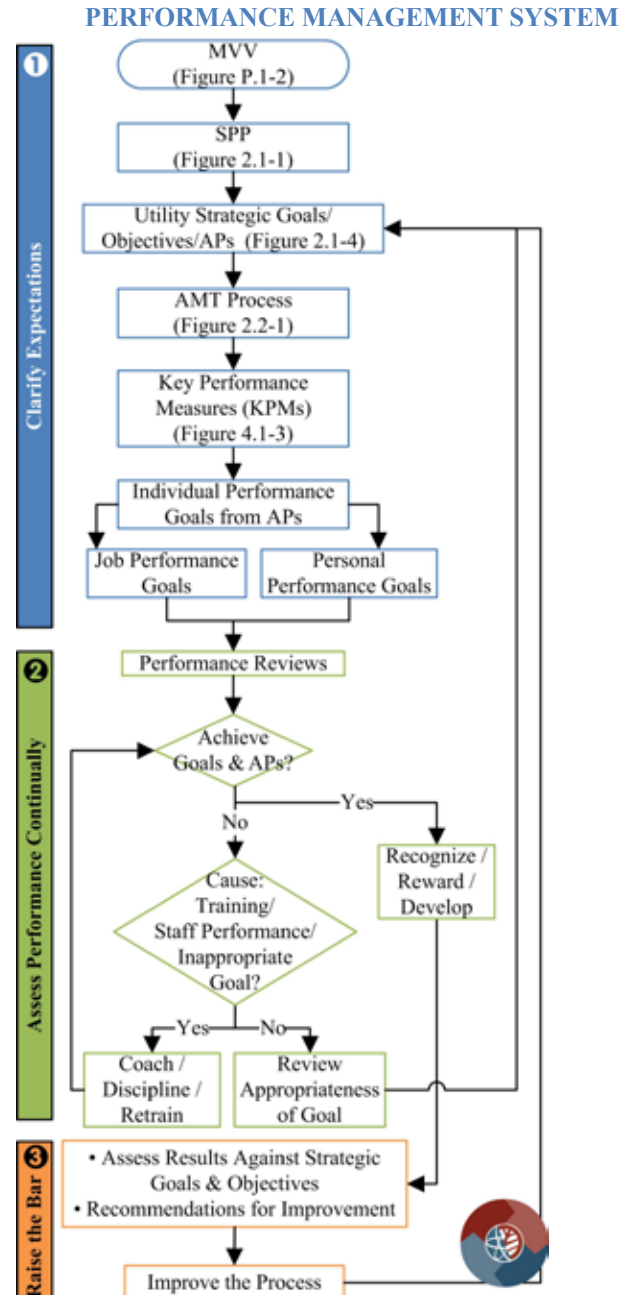 PERFORMANCE MANAGEMENT SYSTEM
❶
Clarify Expectations
MVV
(Figure P.1-2)
SPP
(Figure 2.1-1)
Utility Strategic Goals/
Objectives/APs (Figure 2.1-4)
AMT Process
(Figure 2.2-1)
Key Performance
Measures (KPMs)
(Figure 4.1-3)
Individual Performance
Goals from APs
Job Performance
Goals
Personal
Performance Goals
❷
Assess Performance Continually
Performance Reviews
Achieve
Goals & APs?
Yes
No
Recognize /
Reward /
Develop
Cause:
Training/
Staff Performance/
Inappropriate
Goal?
Yes
No
Coach /
Discipline /
Retrain
Review
Appropriateness
of Goal
❸
Raise the Bar
• Assess Results Against Strategic
Goals & Objectives
• Recommendations for Improvement
Improve the Process